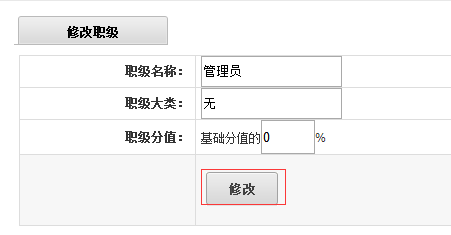 修改职级
职级名称： 管理员
职级大类： 无
职级分值： 基础分值的0 %
修改